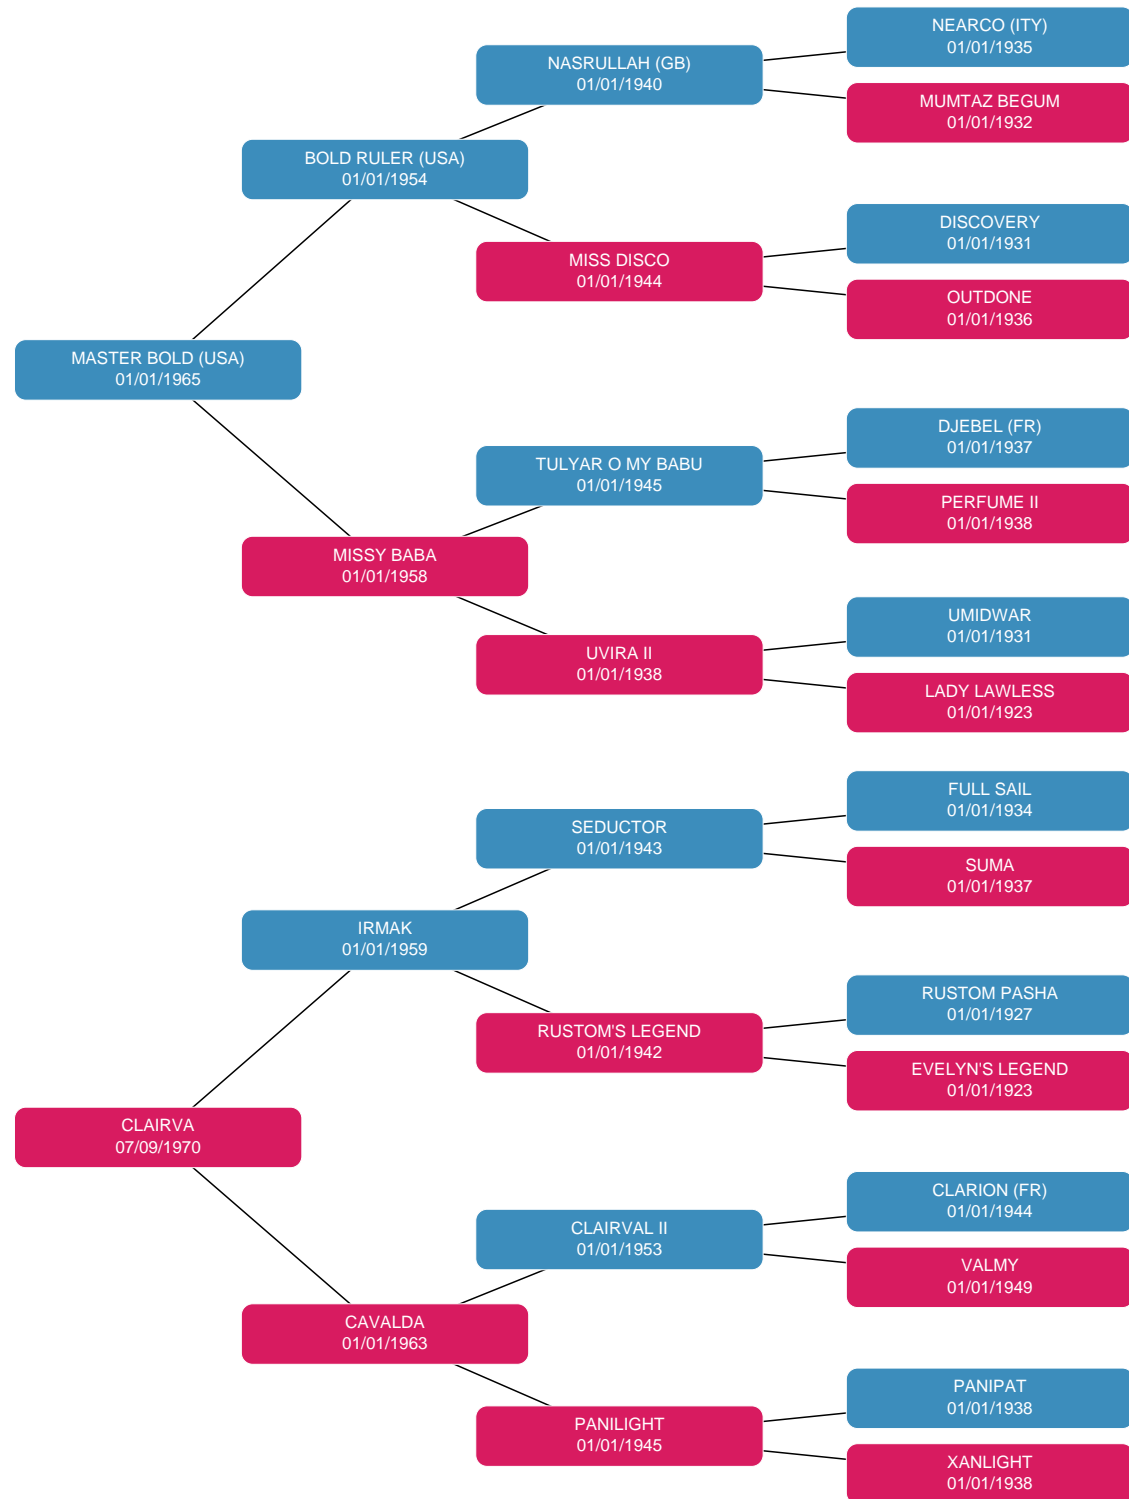 NEARCO (ITY)
01/01/1935
NASRULLAH (GB)
01/01/1940
MUMTAZ BEGUM
01/01/1932
BOLD RULER (USA)
01/01/1954
DISCOVERY
01/01/1931
MISS DISCO
01/01/1944
OUTDONE
01/01/1936
MASTER BOLD (USA)
01/01/1965
DJEBEL (FR)
01/01/1937
TULYAR O MY BABU
01/01/1945
PERFUME II
01/01/1938
MISSY BABA
01/01/1958
UMIDWAR
01/01/1931
UVIRA II
01/01/1938
LADY LAWLESS
01/01/1923
FULL SAIL
01/01/1934
SEDUCTOR
01/01/1943
SUMA
01/01/1937
IRMAK
01/01/1959
RUSTOM PASHA
01/01/1927
RUSTOM'S LEGEND
01/01/1942
EVELYN'S LEGEND
01/01/1923
CLAIRVA
07/09/1970
CLARION (FR)
01/01/1944
CLAIRVAL II
01/01/1953
VALMY
01/01/1949
CAVALDA
01/01/1963
PANIPAT
01/01/1938
PANILIGHT
01/01/1945
XANLIGHT
01/01/1938